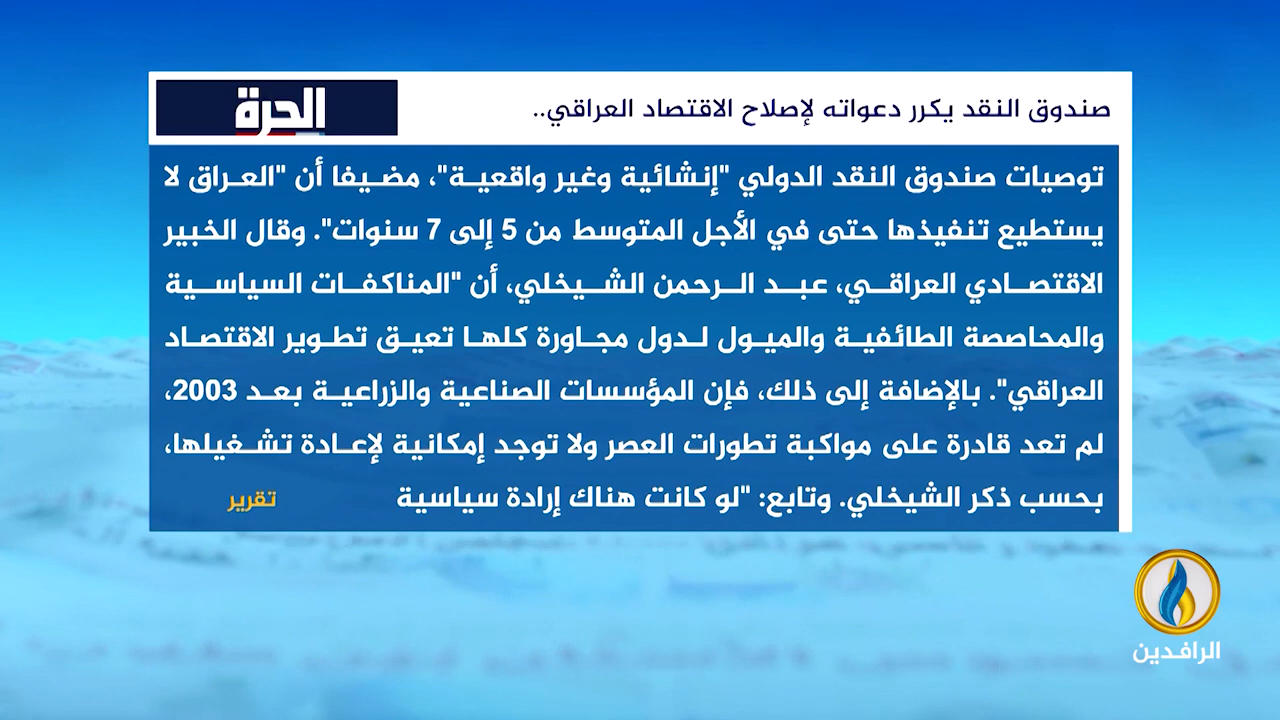 صندوق النقد يكرر دعواته لإصلاح الاقتصاد العراقي..
الحرة
توصيات صندوق النقد الدولي "إنشائية وغير واقعية"، مضيفا أن "العراق لا
يستطيع تنفيذها حتى في الأجل المتوسط من 5 إلى 7 سنوات". وقال الخبير
الاقتصادي العراقي، عبد الرحمن الشيخلي، أن "المناكفات السياسية
والمحاصصة الطائفية والميول لدول مجاورة كلها تعيق تطوير الاقتصاد
العراقي". بالإضافة إلى ذلك، فإن المؤسسات الصناعية والزراعية بعد 2003،
لم تعد قادرة على مواكبة تطورات العصر ولا توجد إمكانية لإعادة تشغيلها،
بحسب ذكر الشيخلي. وتابع: "لو كانت هناك إرادة سياسية
تقرير
الرافدين